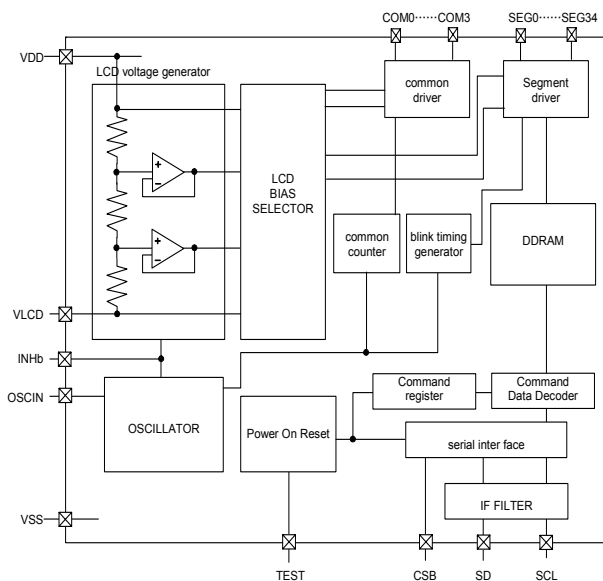 COM0······COM3
SEG0······SEG34
VDD
LCD voltage generator
common
driver
Segment
driver
LCD
BIAS
SELECTOR
common
counter
blink timing
generator
DDRAM
VLCD
INHb
OSCIN
OSCILLATOR
Command
register
Command
Data Decoder
Power On Reset
serial inter face
IF FILTER
VSS
TEST
CSB
SD
SCL